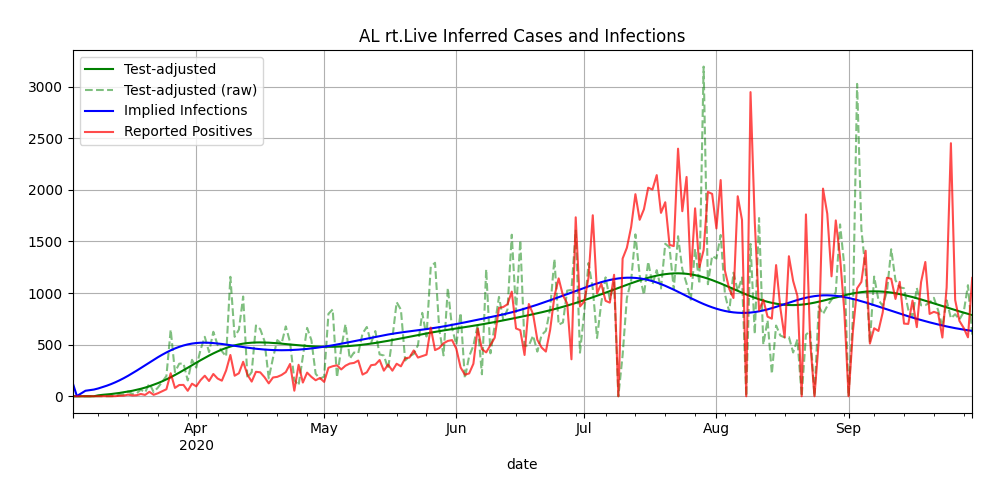 AL rt.Live Inferred Cases and Infections
Test-adjusted
Test-adjusted (raw)
Implied Infections
Reported Positives
3000
2500
2000
1500
1000
500
0
Apr May Jun Jul Aug Sep
2020
date